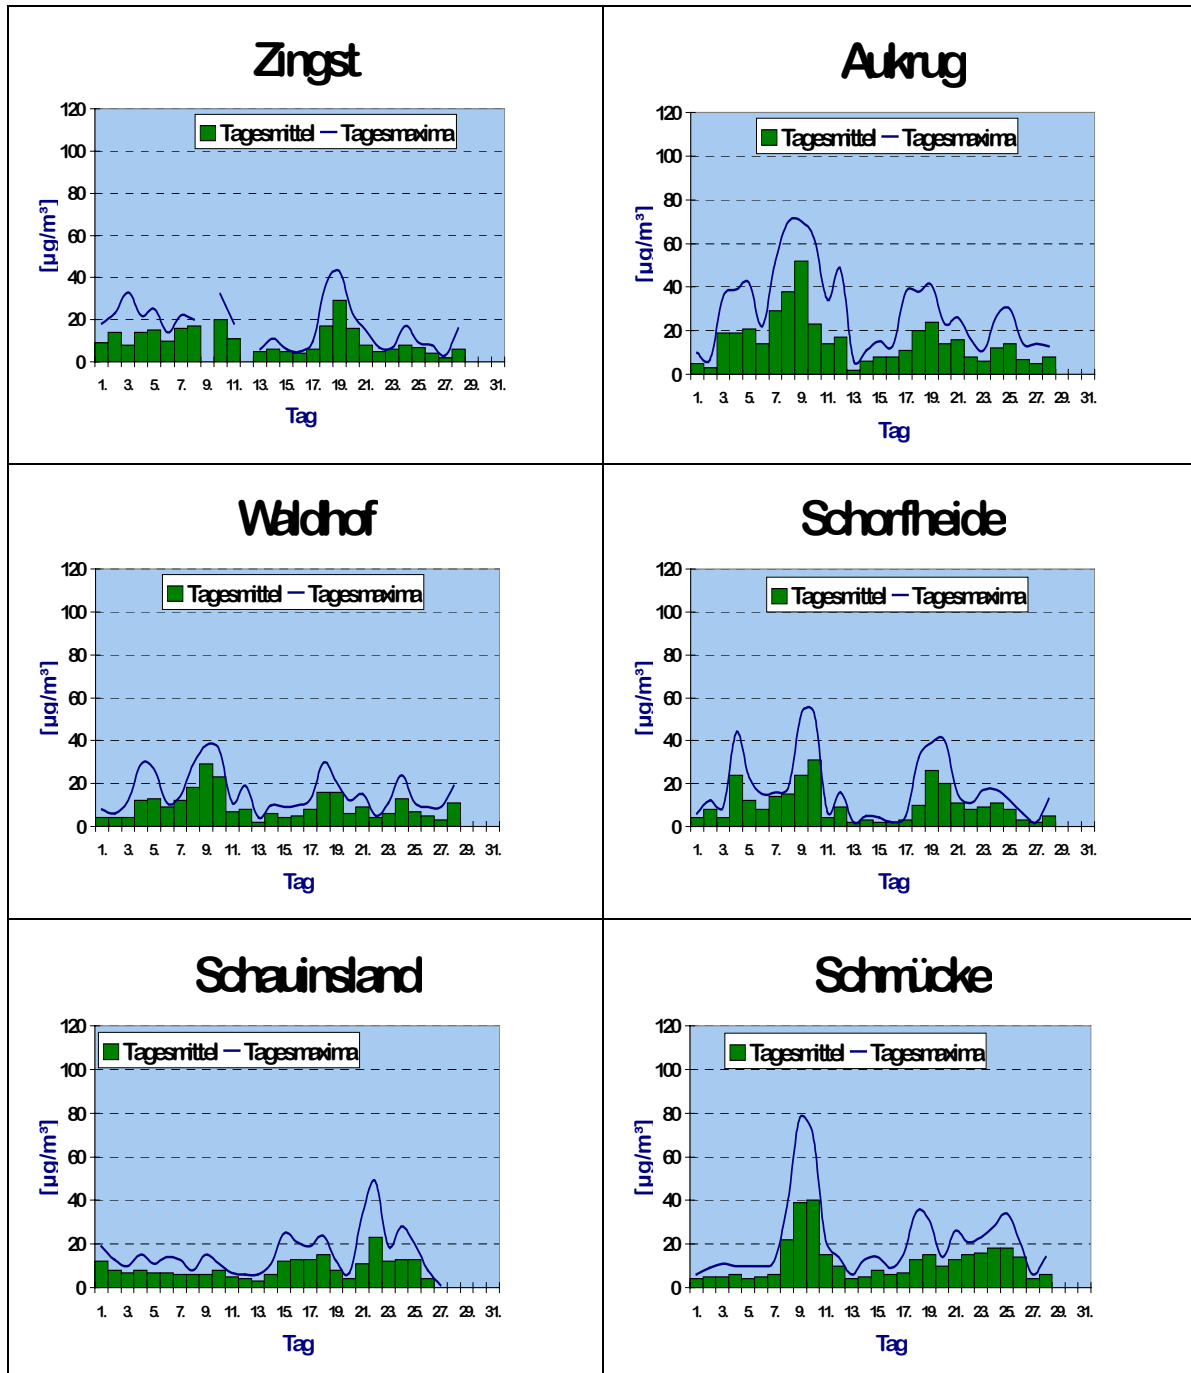 Zingst
120
Tagesmittel Tagesmaxima
100
80
60
40
20
0
[µg/m³]
1. 3. 5. 7. 9. 11. 13. 15. 17. 19. 21. 23. 25. 27. 29. 31.
Tag
Aukrug
120
Tagesmittel Tagesmaxima
100
80
60
40
20
0
[µg/m³]
1. 3. 5. 7. 9. 11. 13. 15. 17. 19. 21. 23. 25. 27. 29. 31.
Tag
Waldhof
120
Tagesmittel Tagesmaxima
100
80
60
40
20
0
[µg/m³]
1. 3. 5. 7. 9. 11. 13. 15. 17. 19. 21. 23. 25. 27. 29. 31.
Tag
Schorfheide
120
Tagesmittel Tagesmaxima
100
80
60
40
20
0
[µg/m³]
1. 3. 5. 7. 9. 11. 13. 15. 17. 19. 21. 23. 25. 27. 29. 31.
Tag
Schauinsland
120
Tagesmittel Tagesmaxima
100
80
60
40
20
0
[µg/m³]
1. 3. 5. 7. 9. 11. 13. 15. 17. 19. 21. 23. 25. 27. 29. 31.
Tag
Schmücke
120
Tagesmittel Tagesmaxima
100
80
60
40
20
0
[µg/m³]
1. 3. 5. 7. 9. 11. 13. 15. 17. 19. 21. 23. 25. 27. 29. 31.
Tag